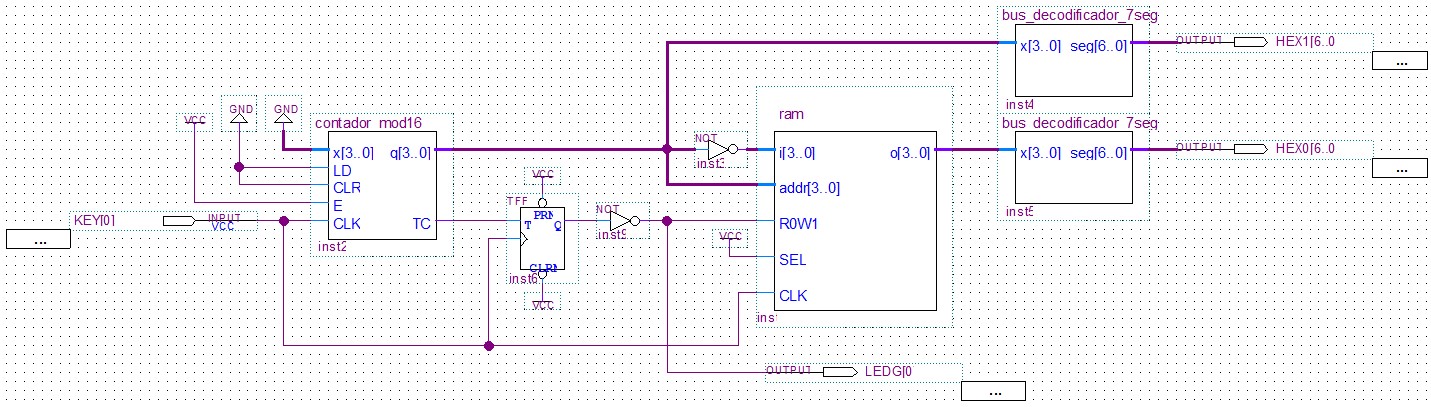 bus_decodificador_7seg
x[3..0] seg[6..0]
OUTPUT
HEX1[6..0
...
inst4
VCC
GND
GND
contador_mod16
x[3..0] q[3..0]
LD
CLR
E
CLK TC
inst2
KEY[0]
INPUT
VCC
...
VCC
TFF
PRN
T Q
CLRN
inst6
VCC
NOT
inst9
NOT
ram
i[3..0] o[3..0]
addr[3..0]
R0W1
VCC
SEL
CLK
ins
bus_decodificador_7seg
x[3..0] seg[6..0]
OUTPUT
HEX0[6..0
...
inst5
OUTPUT
LEDG[0
...